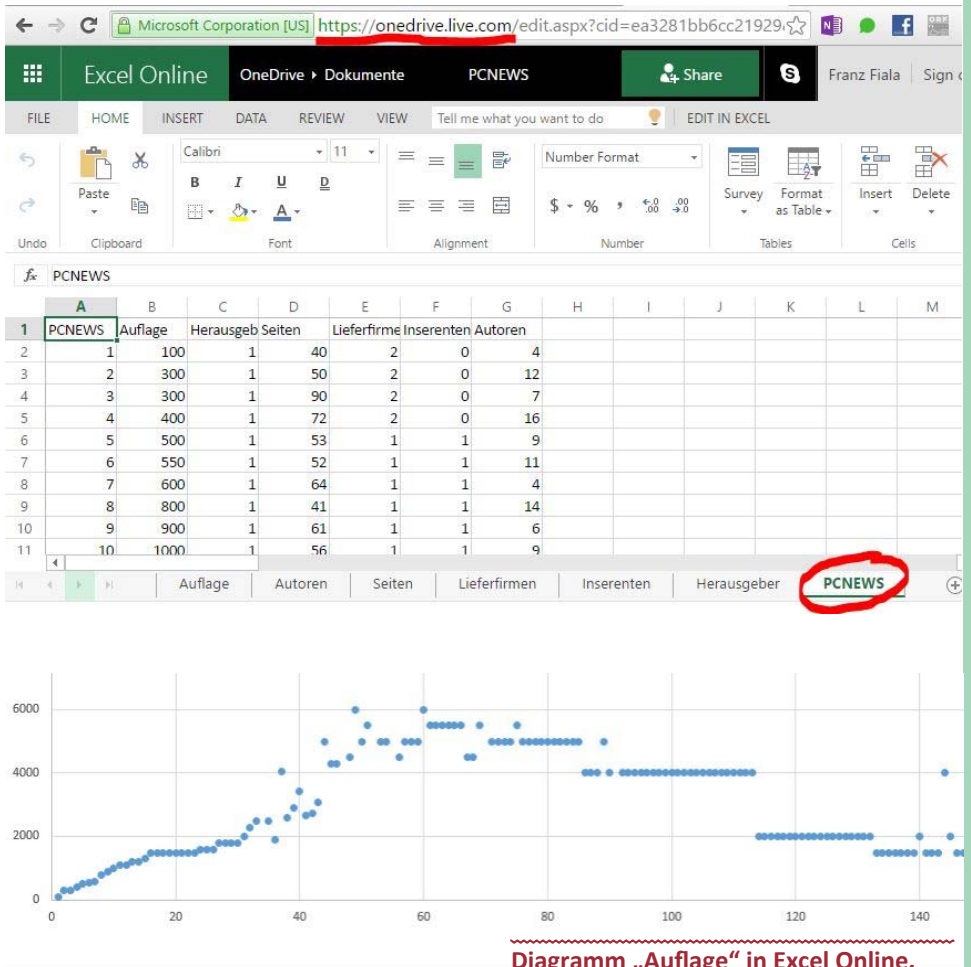 Microsoft Corporation [US] https://onedrive.live.com/edit.aspx?cid=ea3281bb6cc21929
Excel Online OneDrive ▸ Dokumente PCNEWS Share Franz Fiala Sign
FILE HOME INSERT DATA REVIEW VIEW Tell me what you want to do EDIT IN EXCEL
Calibri 11 Number Format
Paste B I U D $ % , .00 .0 Survey Format as Table Insert Delete
Undo Clipboard Font Alignment Number Tables Cells
fx PCNEWS
A B C D E F G H I J K L M
1 PCNEWS Auflage Herausgeb Seiten Lieferfirme Inserenten Autoren
2 1 100 1 40 2 0 4
3 2 300 1 50 2 0 12
4 3 300 1 90 2 0 7
5 4 400 1 72 2 0 16
6 5 500 1 53 1 1 9
7 6 550 1 52 1 1 11
8 7 600 1 64 1 1 4
9 8 800 1 41 1 1 14
10 9 900 1 61 1 1 6
11 10 1000 1 56 1 1 9
Auflage Autoren Seiten Lieferfirmen Inserenten Herausgeber PCNEWS
6000
4000
2000
0
0 20 40 60 80 100 120 140
Diagramm „Auflage“ in Excel Online.